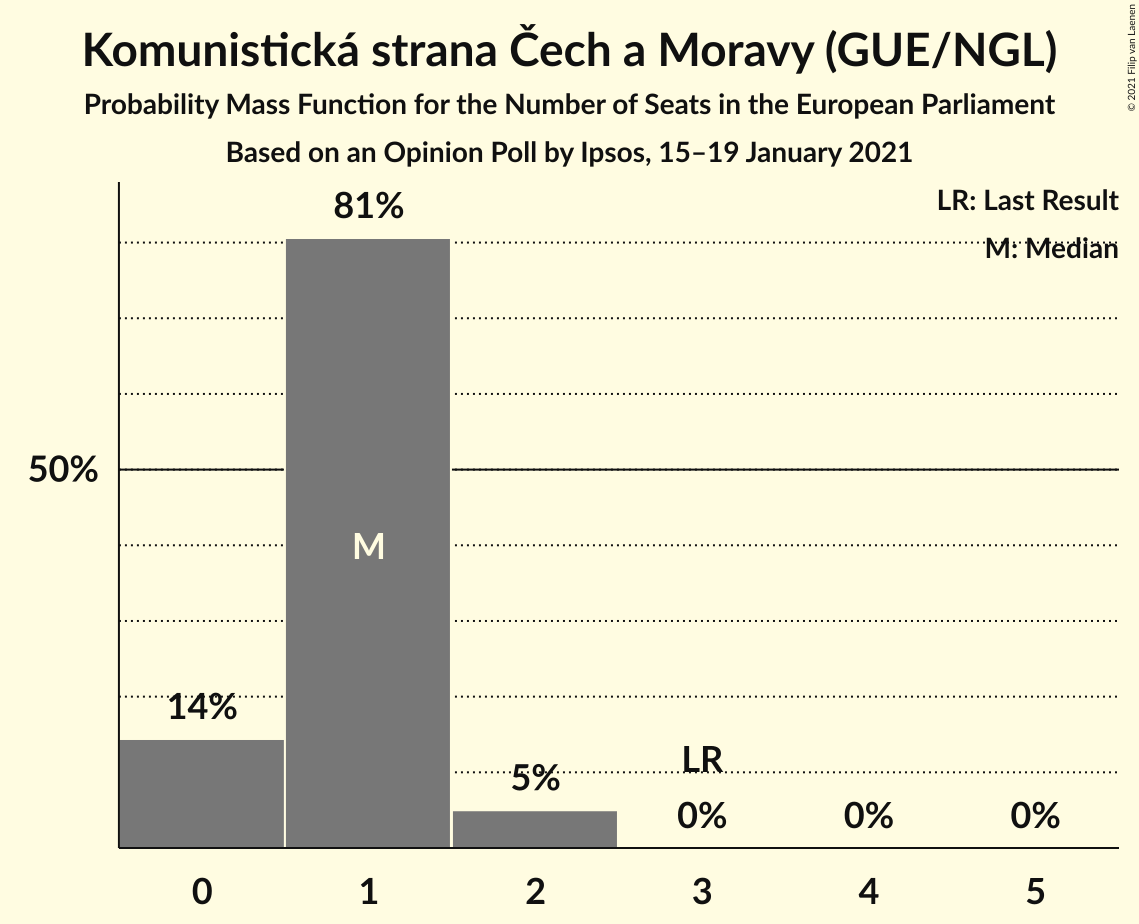 Komunistická strana Čech a Moravy (GUE/NGL)
Probability Mass Function for the Number of Seats in the European Parliament
Based on an Opinion Poll by Ipsos, 15–19 January 2021
© 2021 Filip van Laenen
LR: Last Result
M: Median
81%
50%
M
14%
5%
LR
0%
0%
0%
0
1
2
3
4
5